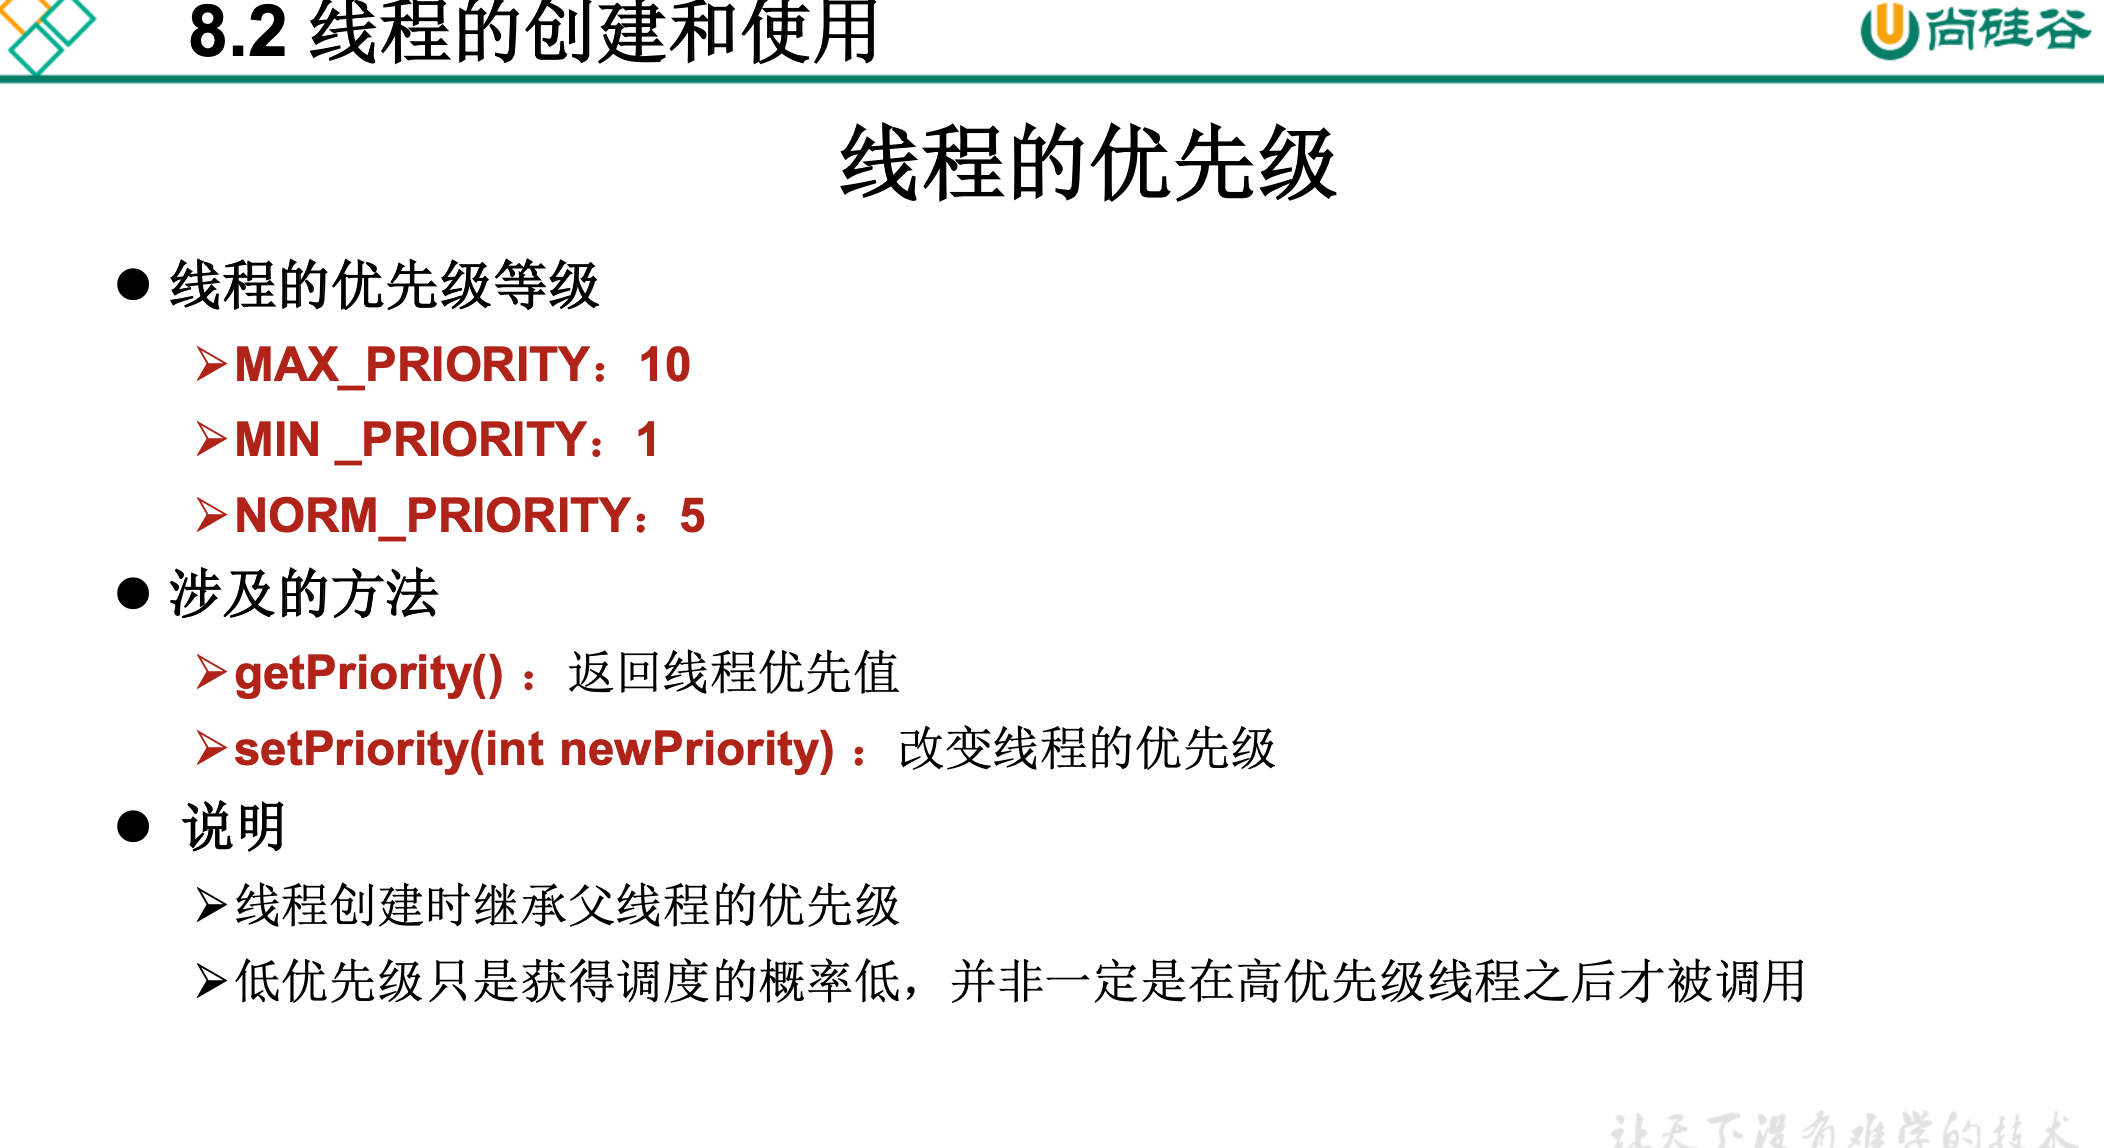 8.2 线程的创建和使用
尚硅谷
线程的优先级
● 线程的优先级等级
➢MAX_PRIORITY：10
➢MIN _PRIORITY：1
➢NORM_PRIORITY：5
● 涉及的方法
➢getPriority() ：返回线程优先值
➢setPriority(int newPriority) ：改变线程的优先级
● 说明
➢线程创建时继承父线程的优先级
➢低优先级只是获得调度的概率低，并非一定是在高优先级线程之后才被调用
让天下没有难学的技术